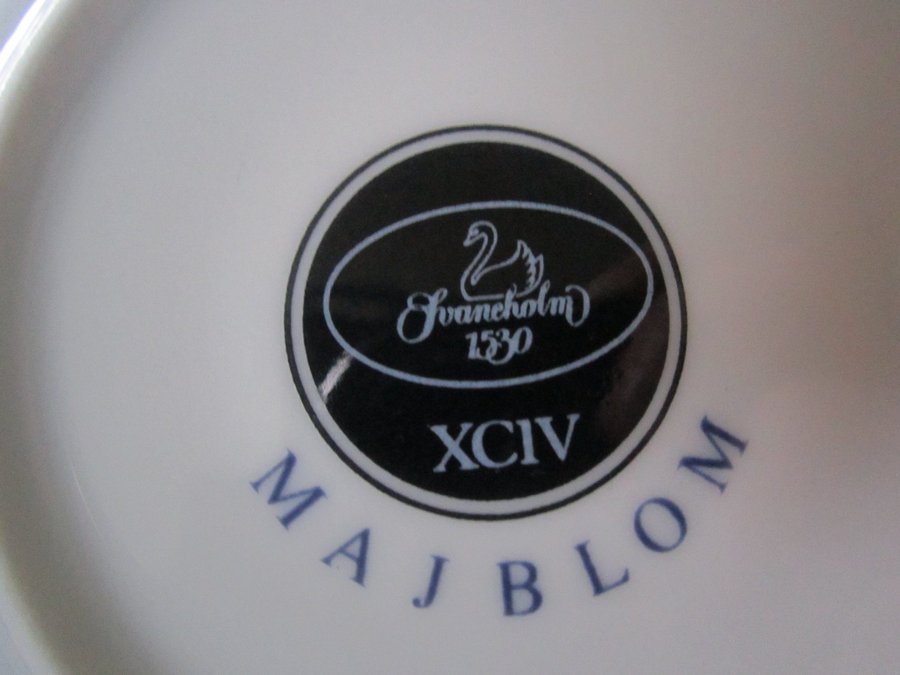 Svaneholm
1530
XCIV
MAJBLOM